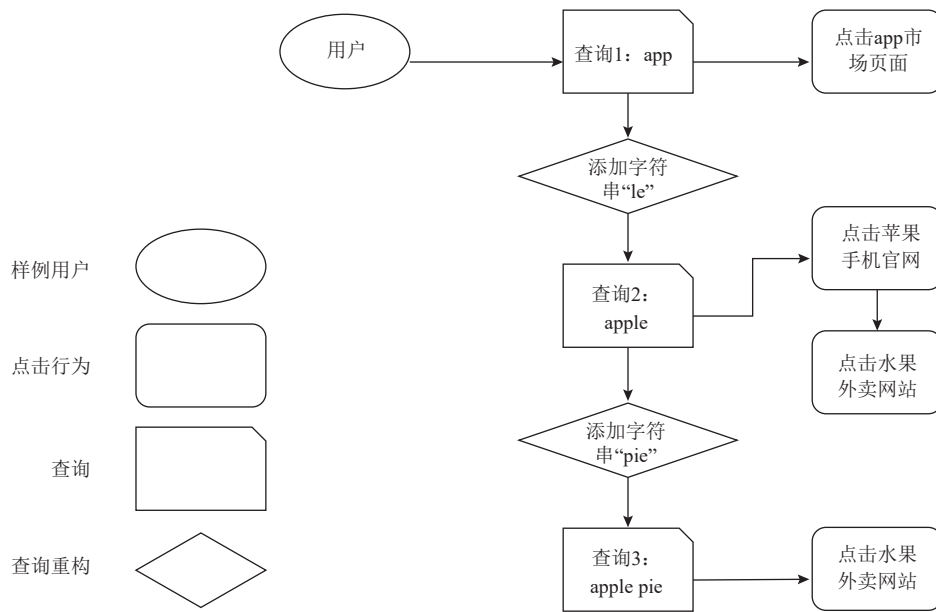 用户
查询1：app
点击app市
场页面
添加字符
串“le”
样例用户
点击苹果
手机官网
查询2：
apple
点击行为
点击水果
外卖网站
添加字符
串“pie”
查询
查询重构
查询3：
apple pie
点击水果
外卖网站